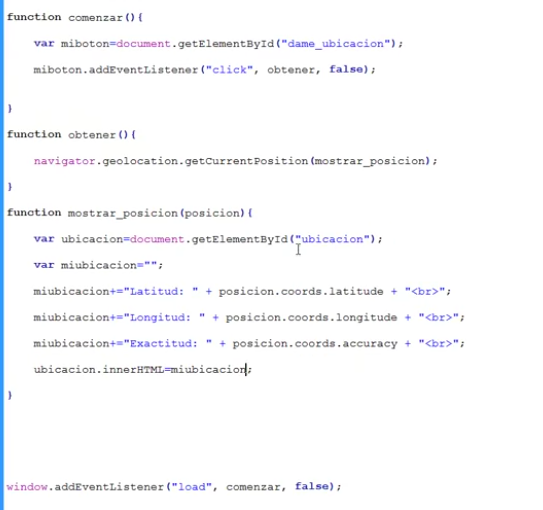 function comenzar(){
var miboton=document.getElementById("dame_ubicacion");
miboton.addEventListener("click", obtener, false);
}
function obtener(){
navigator.geolocation.getCurrentPosition(mostrar_posicion);
}
function mostrar_posicion(posicion){
var ubicacion=document.getElementById("ubicacion");
var miubicacion="";
miubicacion+="Latitud: " + posicion.coords.latitude + "<br>";
miubicacion+="Longitud: " + posicion.coords.longitude + "<br>";
miubicacion+="Exactitud: " + posicion.coords.accuracy + "<br>";
ubicacion.innerHTML=miubicacion;
}
window.addEventListener("load", comenzar, false);